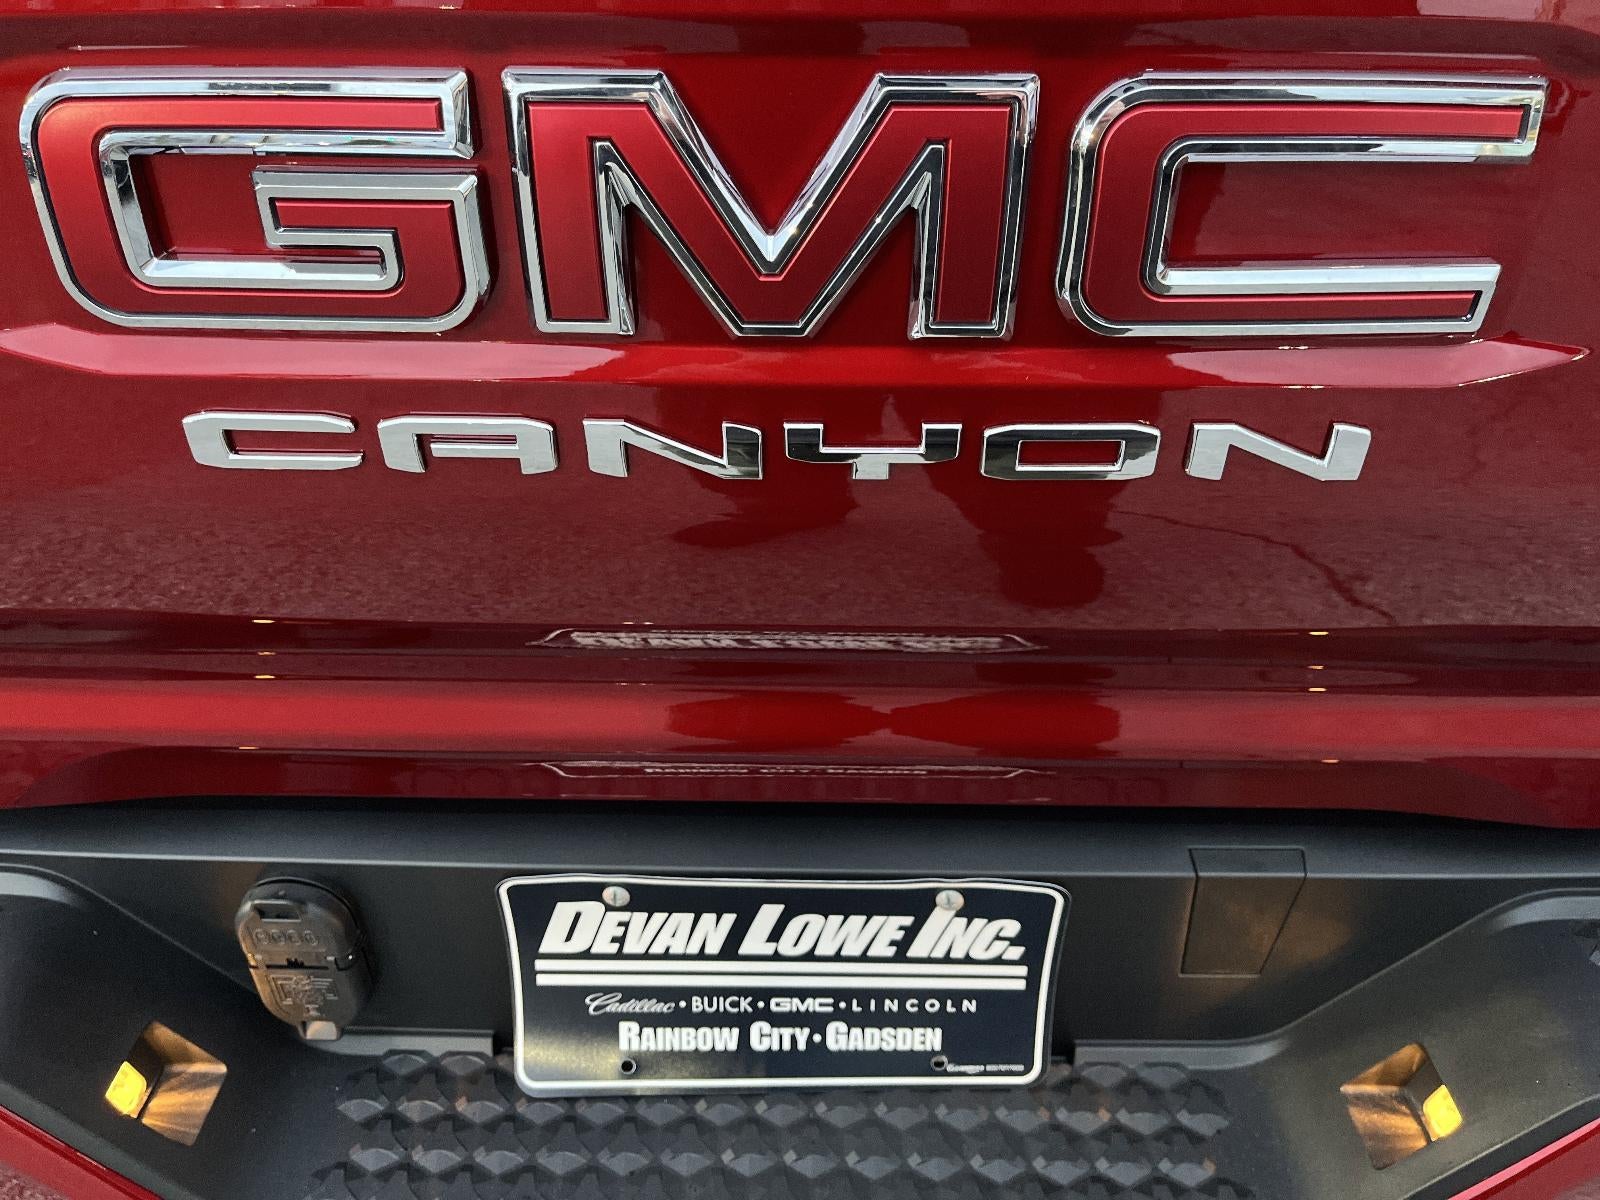 GMC
CANYON
DEVAN LOWE INC.
Cadillac • BUICK • GMC • LINCOLN
RAINBOW CITY • GADSDEN